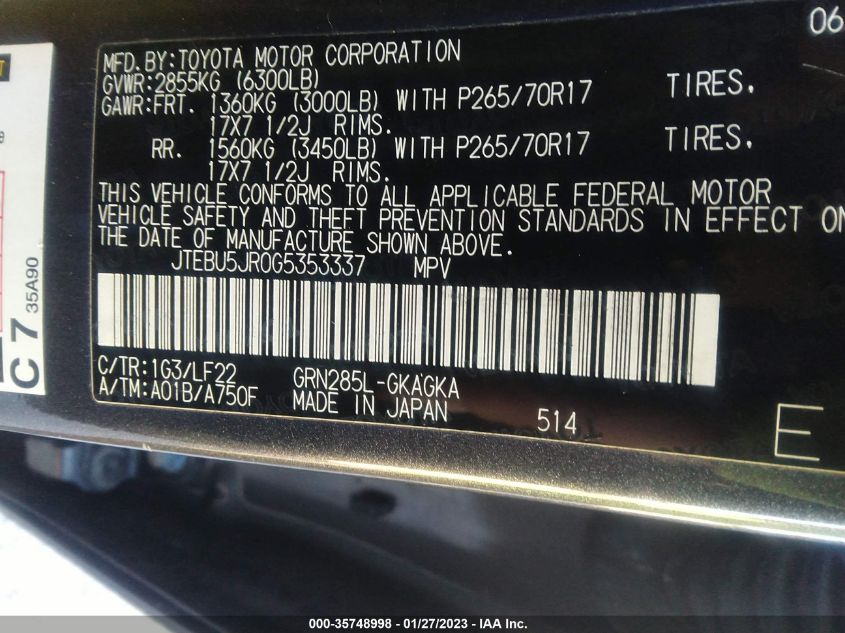 06
MFD.BY:TOYOTA MOTOR CORPORATION
GVWR:2855KG (6300LB)
GAWR:FRT. 1360KG (3000LB) WITH P265/70R17 TIRES.
17X7 1/2J RIMS.
RR. 1560KG (3450LB) WITH P265/70R17 TIRES.
17X7 1/2J RIMS.
THIS VEHICLE CONFORMS TO ALL APPLICABLE FEDERAL MOTOR
VEHICLE SAFETY AND THEFT PREVENTION STANDARDS IN EFFECT ON
THE DATE OF MANUFACTURE SHOWN ABOVE.
JTEBU5JR0G5353337 MPV
C/TR:1G3/LF22 GRN285L-GKAGKA
A/TM:A01B/A750F MADE IN JAPAN
514
E
C7 35A90
000-35748998 - 01/27/2023 - IAA Inc.